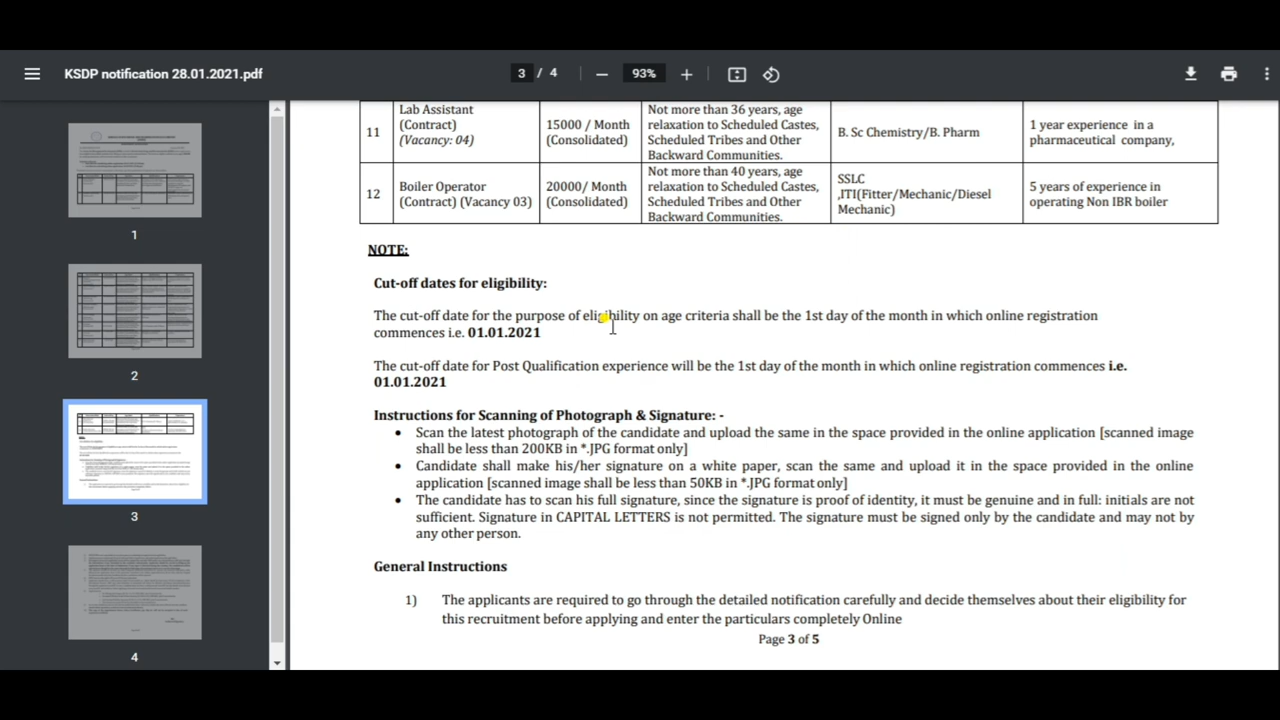 KSDP notification 28.01.2021.pdf
3 / 4
93%
11
Lab Assistant
(Contract)
(Vacancy: 04)
15000 / Month
(Consolidated)
Not more than 36 years, age
relaxation to Scheduled Castes,
Scheduled Tribes and Other
Backward Communities.
B. Sc Chemistry/B. Pharm
1 year experience in a
pharmaceutical company,
12
Boiler Operator
(Contract) (Vacancy 03)
20000/ Month
(Consolidated)
Not more than 40 years, age
relaxation to Scheduled Castes,
Scheduled Tribes and Other
Backward Communities.
SSLC
,ITI(Fitter/Mechanic/Diesel
Mechanic)
5 years of experience in
operating Non IBR boiler
NOTE:
Cut-off dates for eligibility:
The cut-off date for the purpose of eligibility on age criteria shall be the 1st day of the month in which online registration
commences i.e. 01.01.2021
The cut-off date for Post Qualification experience will be the 1st day of the month in which online registration commences i.e.
01.01.2021
Instructions for Scanning of Photograph & Signature: -
• Scan the latest photograph of the candidate and upload the same in the space provided in the online application [scanned image
shall be less than 200KB in *.JPG format only]
• Candidate shall make his/her signature on a white paper, scan the same and upload it in the space provided in the online
application [scanned image shall be less than 50KB in *.JPG format only]
• The candidate has to scan his full signature, since the signature is proof of identity, it must be genuine and in full: initials are not
sufficient. Signature in CAPITAL LETTERS is not permitted. The signature must be signed only by the candidate and may not by
any other person.
General Instructions
1) The applicants are required to go through the detailed notification carefully and decide themselves about their eligibility for
this recruitment before applying and enter the particulars completely Online
Page 3 of 5
1
2
3
4